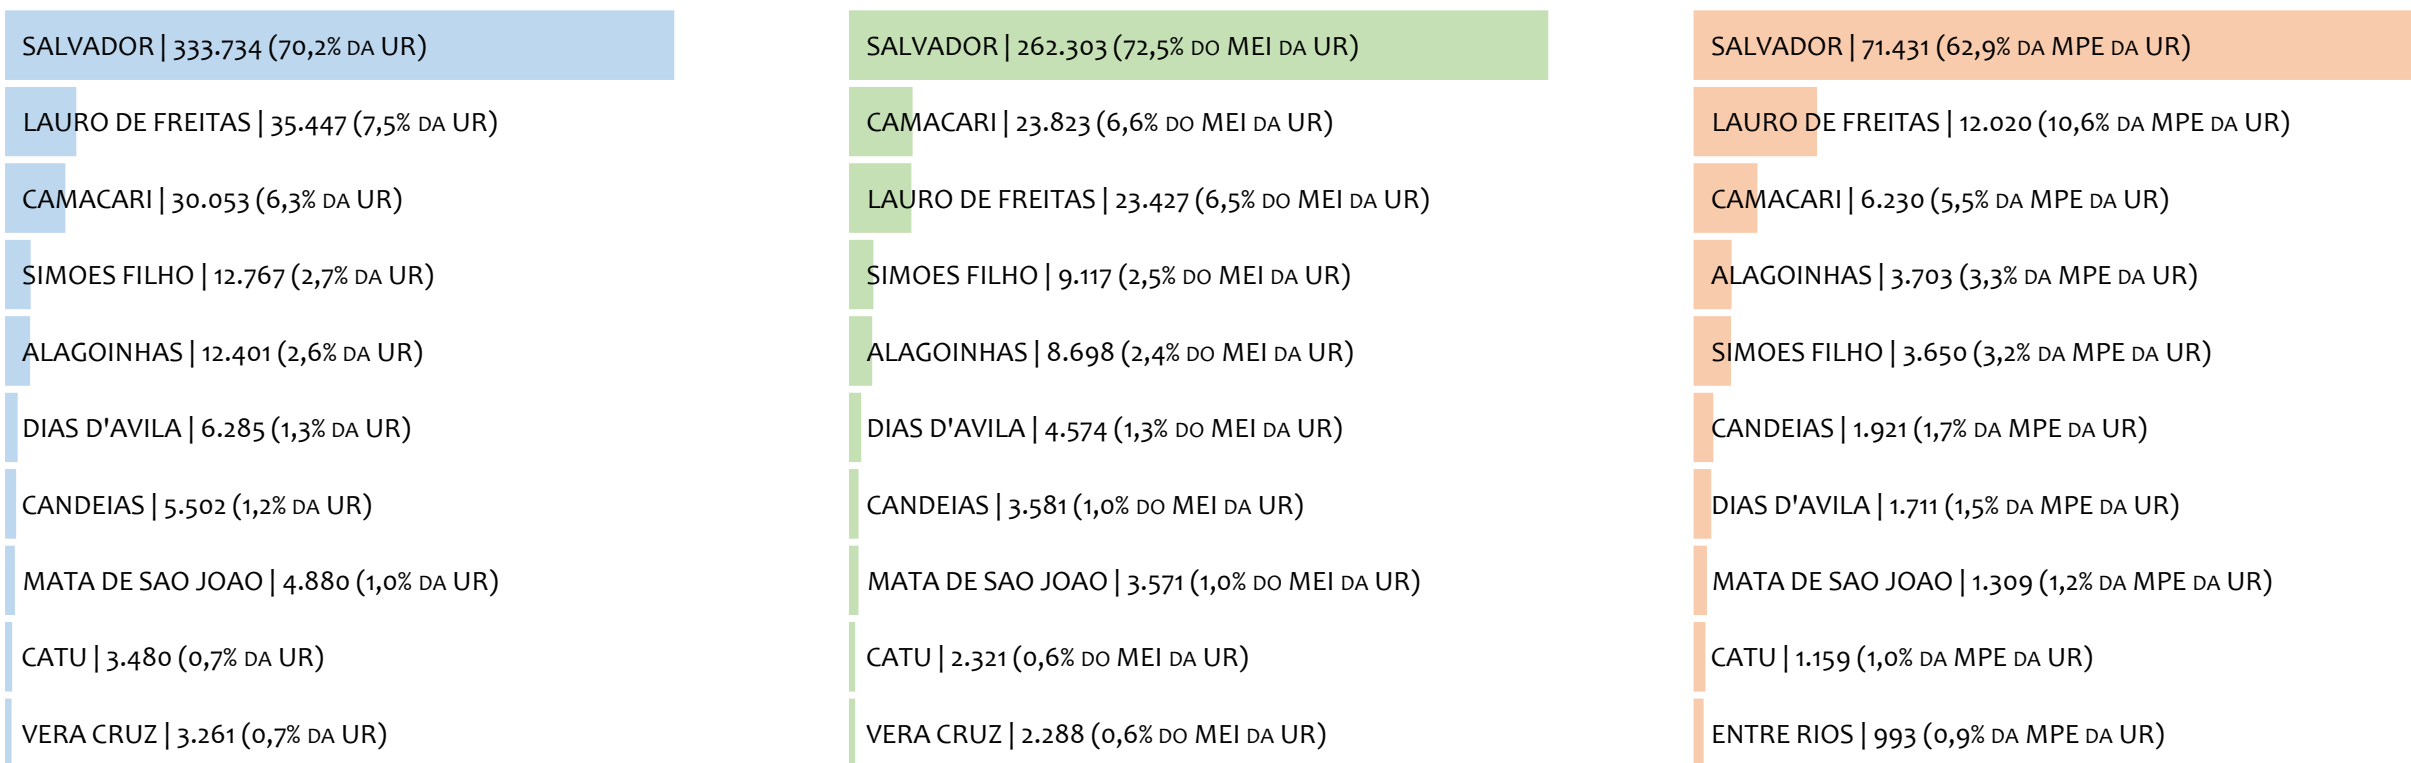 SALVADOR | 333.734 (70,2% DA UR)
LAURO DE FREITAS | 35.447 (7,5% DA UR)
CAMACARI | 30.053 (6,3% DA UR)
SIMOES FILHO | 12.767 (2,7% DA UR)
ALAGOINHAS | 12.401 (2,6% DA UR)
DIAS D'AVILA | 6.285 (1,3% DA UR)
CANDEIAS | 5.502 (1,2% DA UR)
MATA DE SAO JOAO | 4.880 (1,0% DA UR)
CATU | 3.480 (0,7% DA UR)
VERA CRUZ | 3.261 (0,7% DA UR)
SALVADOR | 262.303 (72,5% DO MEI DA UR)
CAMACARI | 23.823 (6,6% DO MEI DA UR)
LAURO DE FREITAS | 23.427 (6,5% DO MEI DA UR)
SIMOES FILHO | 9.117 (2,5% DO MEI DA UR)
ALAGOINHAS | 8.698 (2,4% DO MEI DA UR)
DIAS D'AVILA | 4.574 (1,3% DO MEI DA UR)
CANDEIAS | 3.581 (1,0% DO MEI DA UR)
MATA DE SAO JOAO | 3.571 (1,0% DO MEI DA UR)
CATU | 2.321 (0,6% DO MEI DA UR)
VERA CRUZ | 2.288 (0,6% DO MEI DA UR)
SALVADOR | 71.431 (62,9% DA MPE DA UR)
LAURO DE FREITAS | 12.020 (10,6% DA MPE DA UR)
CAMACARI | 6.230 (5,5% DA MPE DA UR)
ALAGOINHAS | 3.703 (3,3% DA MPE DA UR)
SIMOES FILHO | 3.650 (3,2% DA MPE DA UR)
CANDEIAS | 1.921 (1,7% DA MPE DA UR)
DIAS D'AVILA | 1.711 (1,5% DA MPE DA UR)
MATA DE SAO JOAO | 1.309 (1,2% DA MPE DA UR)
CATU | 1.159 (1,0% DA MPE DA UR)
ENTRE RIOS | 993 (0,9% DA MPE DA UR)